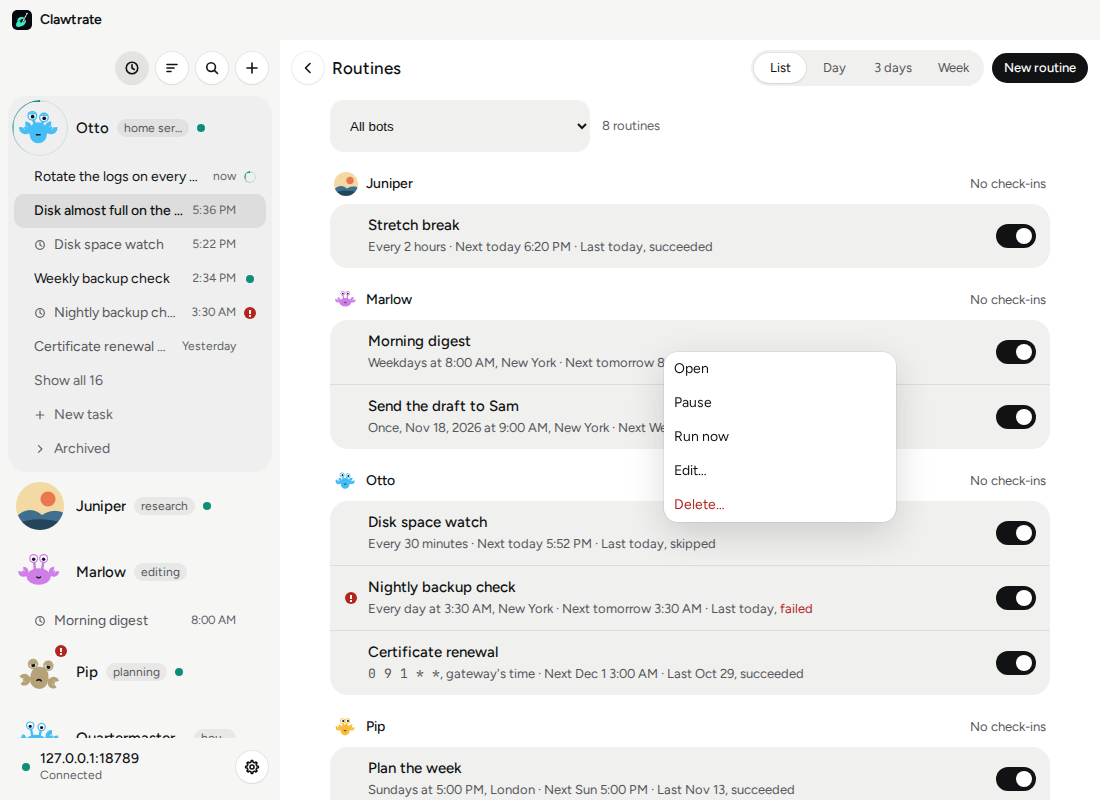 Clawtrate
Otto
home ser...
Rotate the logs on every ...
now
Disk almost full on the ...
5:36 PM
Disk space watch
5:22 PM
Weekly backup check
2:34 PM
Nightly backup ch...
3:30 AM
Certificate renewal ...
Yesterday
Show all 16
New task
Archived
Juniper
research
Marlow
editing
Morning digest
8:00 AM
Pip
planning
Quartermaster
127.0.0.1:18789
Connected
Routines
List
Day
3 days
Week
New routine
All bots
8 routines
Juniper
No check-ins
Stretch break
Every 2 hours · Next today 6:20 PM · Last today, succeeded
Marlow
No check-ins
Morning digest
Weekdays at 8:00 AM, New York · Next tomorrow 8
Send the draft to Sam
Once, Nov 18, 2026 at 9:00 AM, New York · Next We
Open
Pause
Run now
Edit...
Delete...
Otto
No check-ins
Disk space watch
Every 30 minutes · Next today 5:52 PM · Last today, skipped
Nightly backup check
Every day at 3:30 AM, New York · Next tomorrow 3:30 AM · Last today, failed
Certificate renewal
0 9 1 * *, gateway's time · Next Dec 1 3:00 AM · Last Oct 29, succeeded
Pip
No check-ins
Plan the week
Sundays at 5:00 PM, London · Next Sun 5:00 PM · Last Nov 13, succeeded